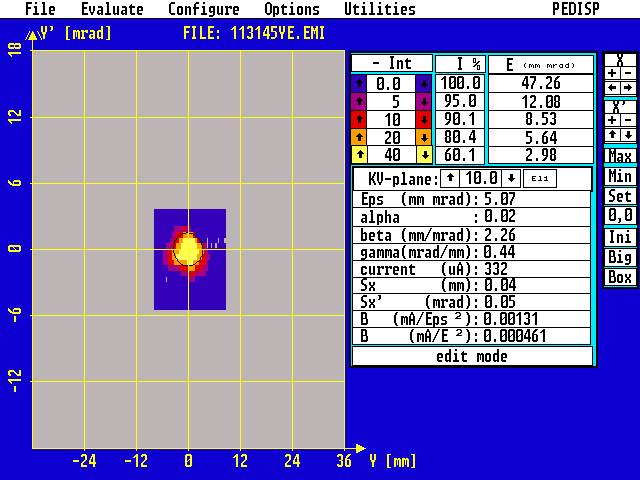 File Evaluate Configure Options Utilities PEDISP
Y' [mrad] FILE: 113145YE.EMI
18
12
6
0
-6
-12
-24 -12 0 12 24 36 Y [mm]
- Int I % E (mm mrad)
0.0 100.0 47.26
5 95.0 12.08
10 90.1 8.53
20 80.4 5.64
40 60.1 2.98
KV-plane: 10.0 Ell
Eps (mm mrad): 5.07
alpha : 0.02
beta (mm/mrad): 2.26
gamma(mrad/mm): 0.44
current (uA): 332
Sx (mm): 0.04
Sx' (mrad): 0.05
B (mA/Eps ²): 0.00131
B (mA/E ²): 0.000461
edit mode
X
+ -
X'
+ -
Max
Min
Set
0,0
Ini
Big
Box